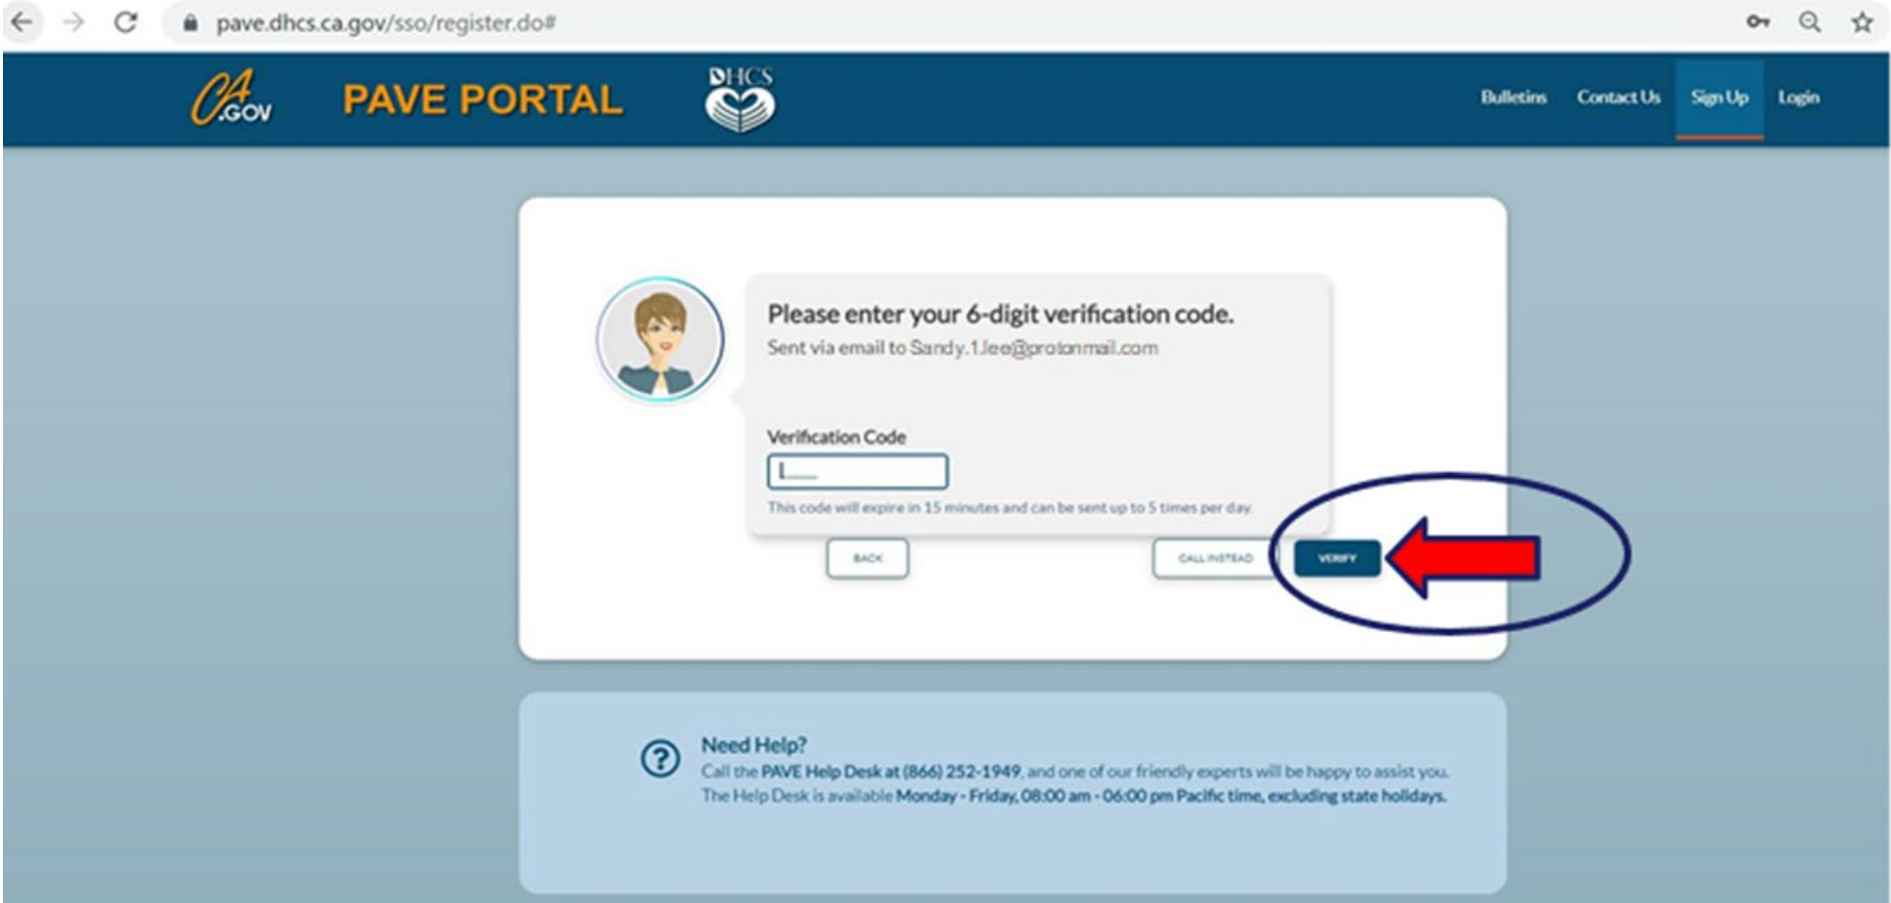 pave.dhcs.ca.gov/sso/register.do#
CA.GOV PAVE PORTAL DHCS Bulletins Contact Us Sign Up Login
Please enter your 6-digit verification code.
Sent via email to Sandy.1.lee@protonmail.com
Verification Code
This code will expire in 15 minutes and can be sent up to 5 times per day.
BACK CALL INSTEAD VERIFY
Need Help?
Call the PAVE Help Desk at (866) 252-1949, and one of our friendly experts will be happy to assist you.
The Help Desk is available Monday - Friday, 08:00 am - 06:00 pm Pacific time, excluding state holidays.